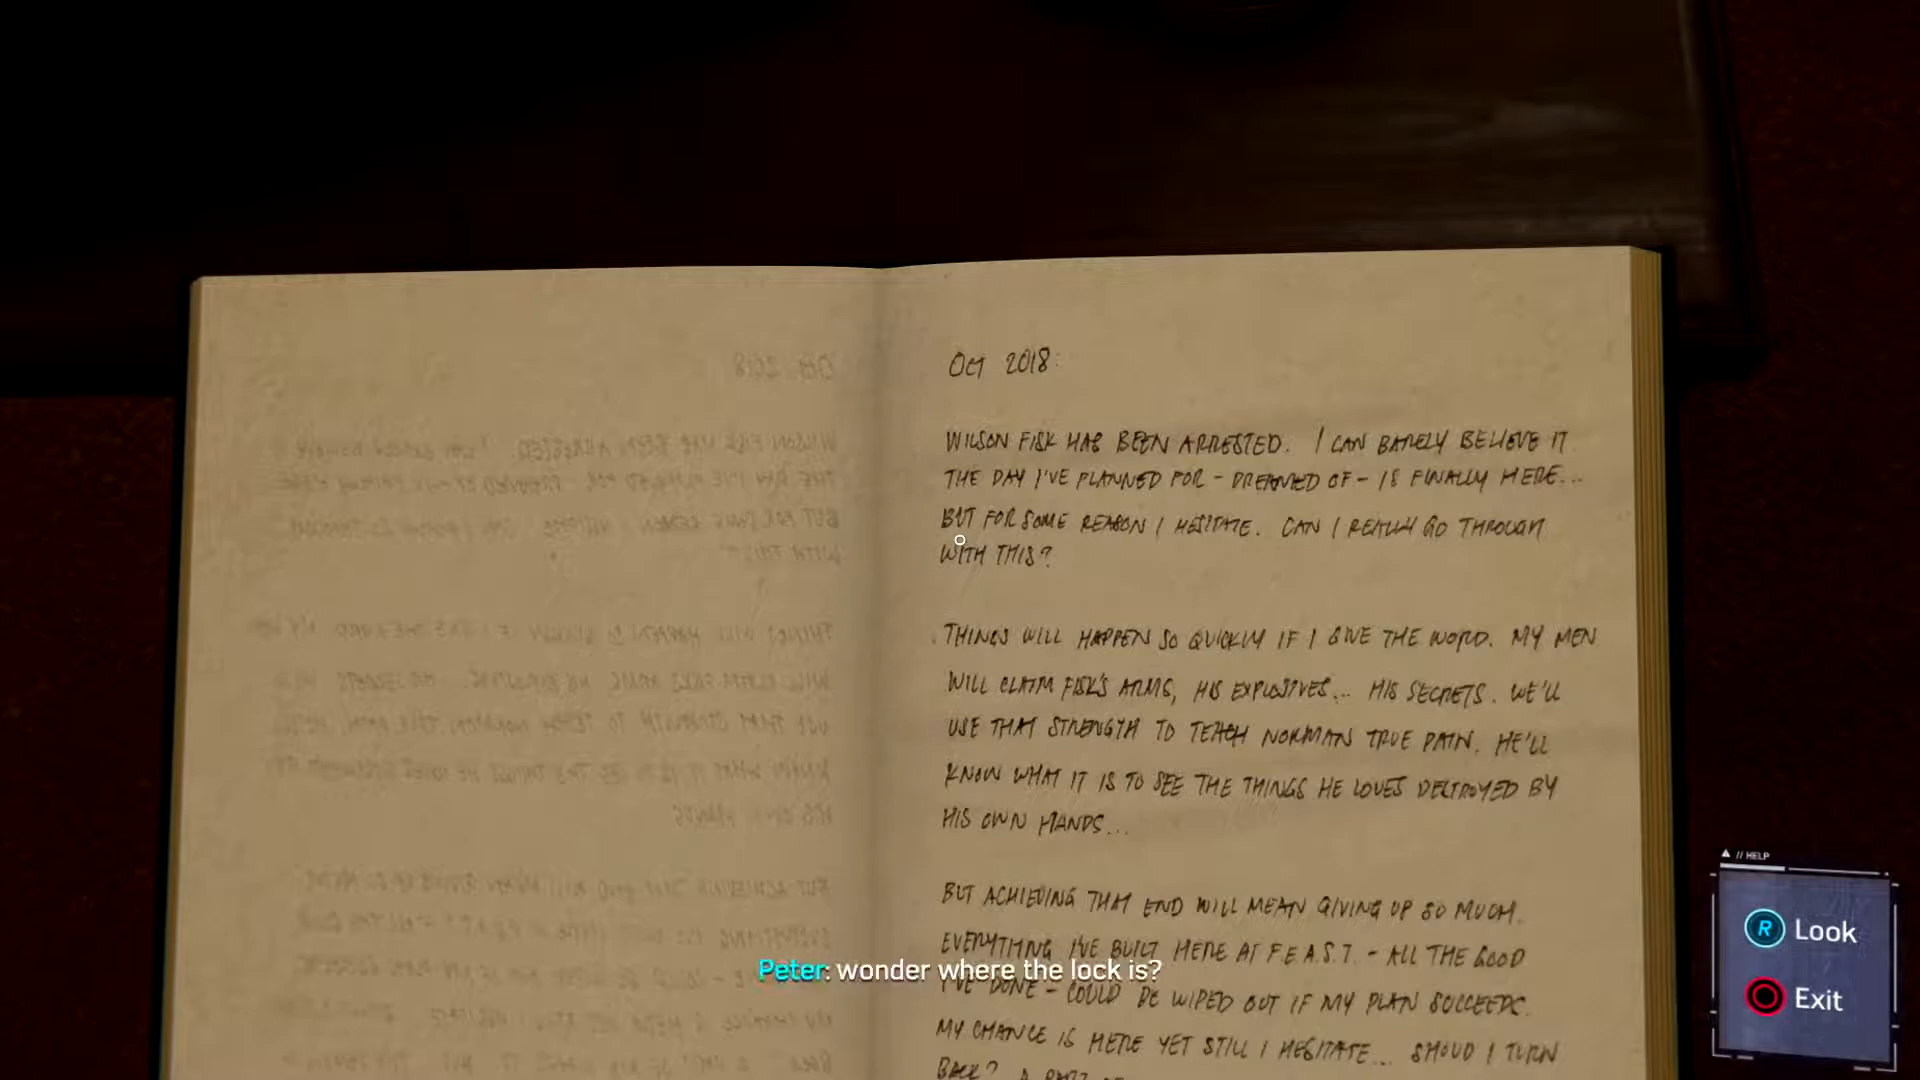 Oct 2018:
WILSON FISK HAS BEEN ARRESTED. I CAN BARELY BELIEVE IT
THE DAY I'VE PLANNED FOR - DREAMED OF - IS FINALLY HERE...
BUT FOR SOME REASON I HESITATE. CAN I REALLY GO THROUGH
WITH THIS?
THINGS WILL HAPPEN SO QUICKLY IF I GIVE THE WORD. MY MEN
WILL CLAIM FISK'S ARMS, HIS EXPLOSIVES... HIS SECRETS. WE'LL
USE THAT STRENGTH TO TEACH NORMAN TRUE PAIN. HE'LL
KNOW WHAT IT IS TO SEE THE THINGS HE LOVES DESTROYED BY
HIS OWN HANDS...
BUT ACHIEVING THAT END WILL MEAN GIVING UP SO MUCH.
EVERYTHING I'VE BUILT HERE AT F.E.A.S.T. - ALL THE GOOD
I'VE DONE - COULD BE WIPED OUT IF MY PLAN SUCCEEDS.
MY CHANCE IS HERE YET STILL I HESITATE... SHOUD I TURN
BACK? A PART OF
Peter: wonder where the lock is?
// HELP
R Look
Exit